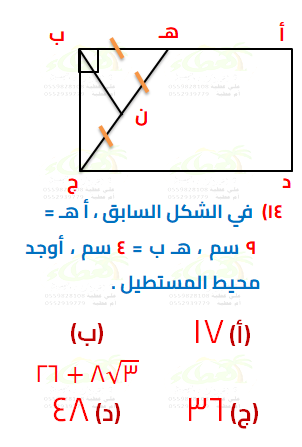 ب هـ أ
ن
ج د
١٤) في الشكل السابق ، أ هـ =
٩ سم ، هـ ب = ٤ سم ، أوجد
محيط المستطيل .
(أ) ١٧ (ب)
٢٦ + ٨√٣
(ج) ٣٦ (د) ٤٨